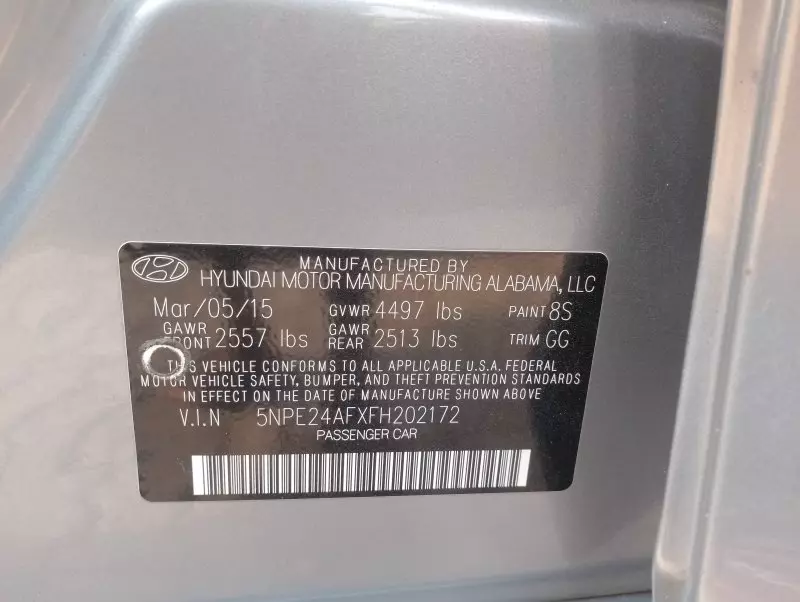 MANUFACTURED BY
HYUNDAI MOTOR MANUFACTURING ALABAMA, LLC
Mar/05/15 GVWR 4497 lbs PAINT 8S
GAWR FRONT 2557 lbs GAWR REAR 2513 lbs TRIM GG
THIS VEHICLE CONFORMS TO ALL APPLICABLE U.S.A. FEDERAL
MOTOR VEHICLE SAFETY, BUMPER, AND THEFT PREVENTION STANDARDS
IN EFFECT ON THE DATE OF MANUFACTURE SHOWN ABOVE
V.I.N 5NPE24AFXFH202172
PASSENGER CAR